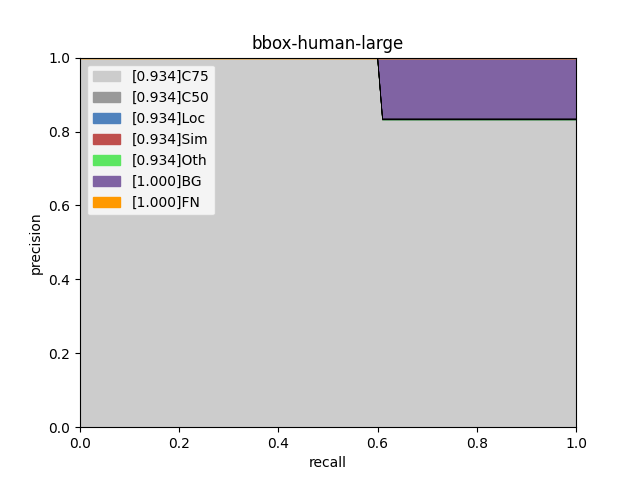 bbox-human-large
1.0
0.8
0.6
0.4
0.2
0.0
precision
[0.934]C75
[0.934]C50
[0.934]Loc
[0.934]Sim
[0.934]Oth
[1.000]BG
[1.000]FN
0.0 0.2 0.4 0.6 0.8 1.0
recall